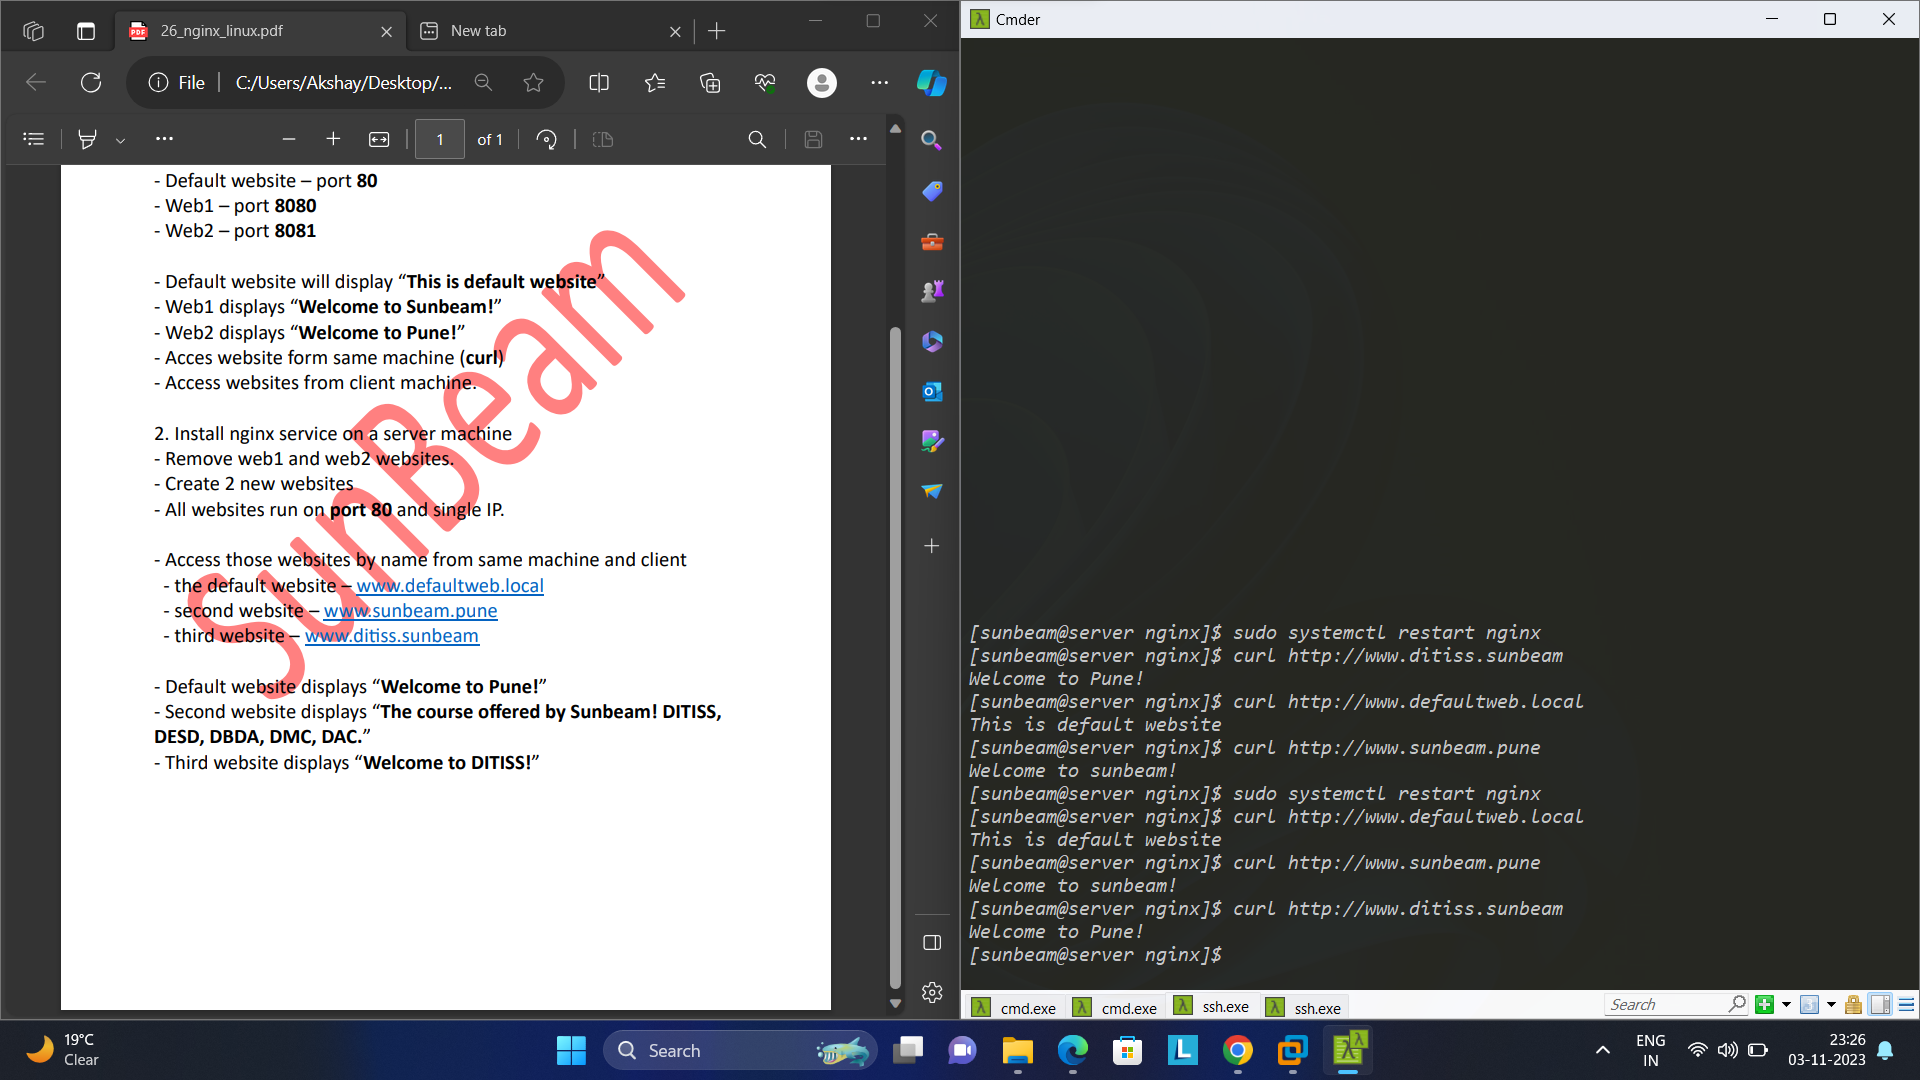 26_nginx_linux.pdf
New tab
File
C:/Users/Akshay/Desktop/...
1
of 1
- Default website – port 80
- Web1 – port 8080
- Web2 – port 8081
- Default website will display “This is default website”
- Web1 displays “Welcome to Sunbeam!”
- Web2 displays “Welcome to Pune!”
- Acces website form same machine (curl)
- Access websites from client machine.
2. Install nginx service on a server machine
- Remove web1 and web2 websites.
- Create 2 new websites
- All websites run on port 80 and single IP.
- Access those websites by name from same machine and client
- the default website – www.defaultweb.local
- second website – www.sunbeam.pune
- third website – www.ditiss.sunbeam
- Default website displays “Welcome to Pune!”
- Second website displays “The course offered by Sunbeam! DITISS,
DESD, DBDA, DMC, DAC.”
- Third website displays “Welcome to DITISS!”
SunBeam
Cmder
[sunbeam@server nginx]$ sudo systemctl restart nginx
[sunbeam@server nginx]$ curl http://www.ditiss.sunbeam
Welcome to Pune!
[sunbeam@server nginx]$ curl http://www.defaultweb.local
This is default website
[sunbeam@server nginx]$ curl http://www.sunbeam.pune
Welcome to sunbeam!
[sunbeam@server nginx]$ sudo systemctl restart nginx
[sunbeam@server nginx]$ curl http://www.defaultweb.local
This is default website
[sunbeam@server nginx]$ curl http://www.sunbeam.pune
Welcome to sunbeam!
[sunbeam@server nginx]$ curl http://www.ditiss.sunbeam
Welcome to Pune!
[sunbeam@server nginx]$
cmd.exe
cmd.exe
ssh.exe
ssh.exe
Search
19°C
Clear
Search
ENG
IN
23:26
03-11-2023